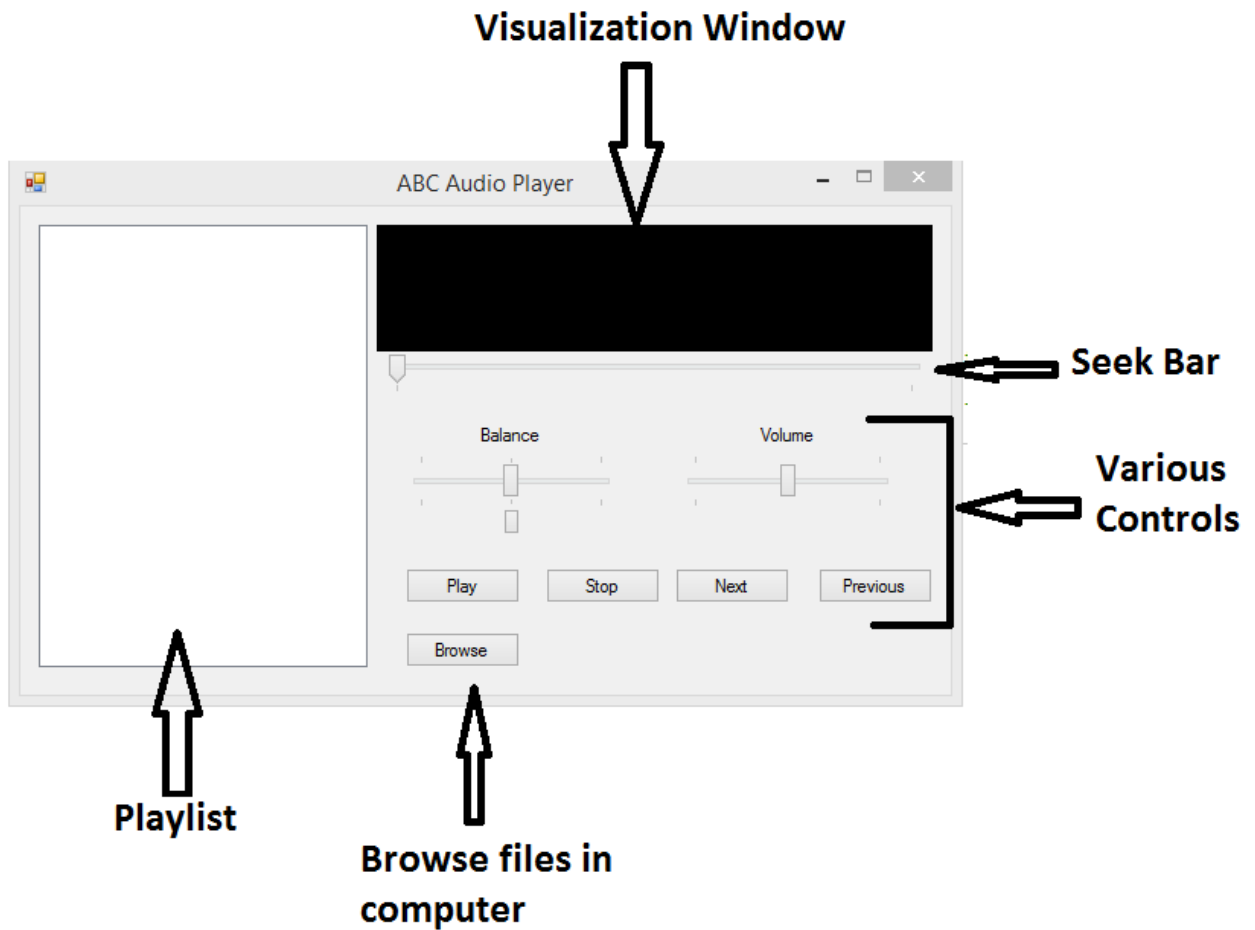 Visualization Window
ABC Audio Player
Seek Bar
Balance
Volume
Various
Controls
Play
Stop
Next
Previous
Browse
Playlist
Browse files in
computer